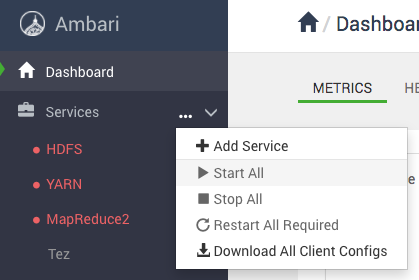 Ambari
Dashboard
Services
HDFS
YARN
MapReduce2
Tez
/ Dashboa
METRICS
HE
Add Service
Start All
Stop All
Restart All Required
Download All Client Configs
e